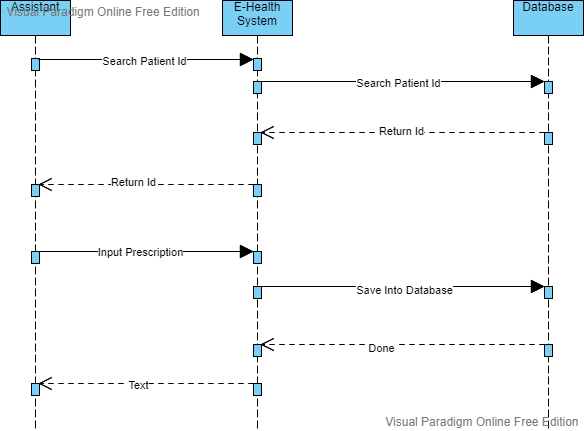 Assistant
Visual Paradigm Online Free Edition
E-Health
System
Database
Search Patient Id
Search Patient Id
Return Id
Return Id
Input Prescription
Save Into Database
Done
Text
Visual Paradigm Online Free Edition